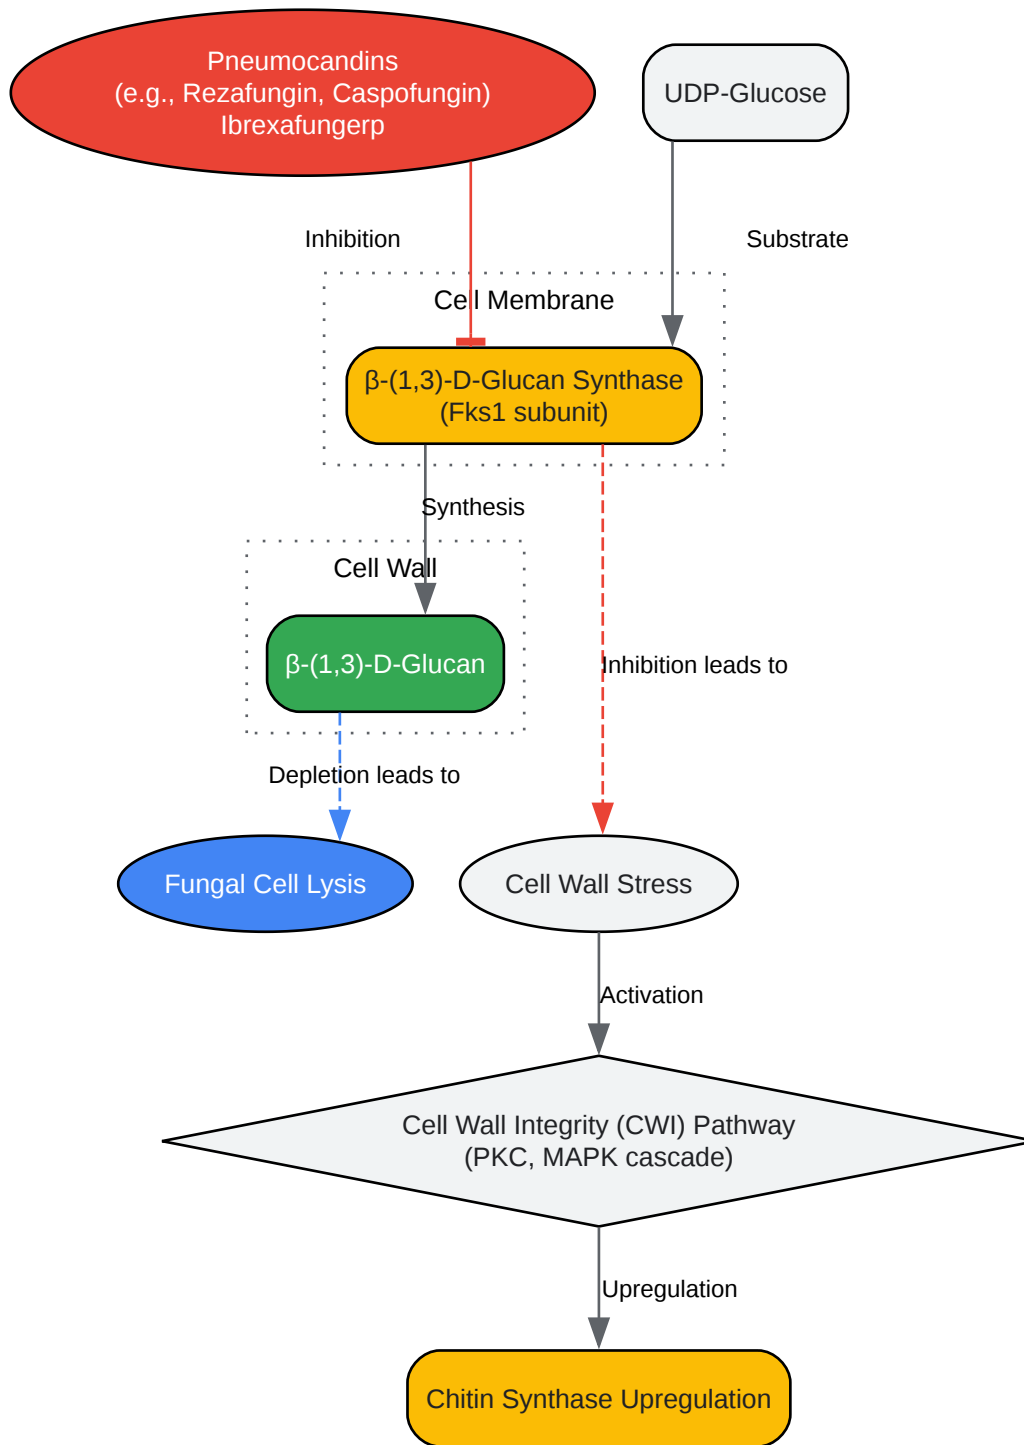 Pneumocandins
(e.g., Rezafungin, Caspofungin)
Ibrexafungerp
UDP-Glucose
Inhibition
Substrate
Cell Membrane
β-(1,3)-D-Glucan Synthase
(Fks1 subunit)
Synthesis
Cell Wall
β-(1,3)-D-Glucan
Inhibition leads to
Depletion leads to
Fungal Cell Lysis
Cell Wall Stress
Activation
Cell Wall Integrity (CWI) Pathway
(PKC, MAPK cascade)
Upregulation
Chitin Synthase Upregulation